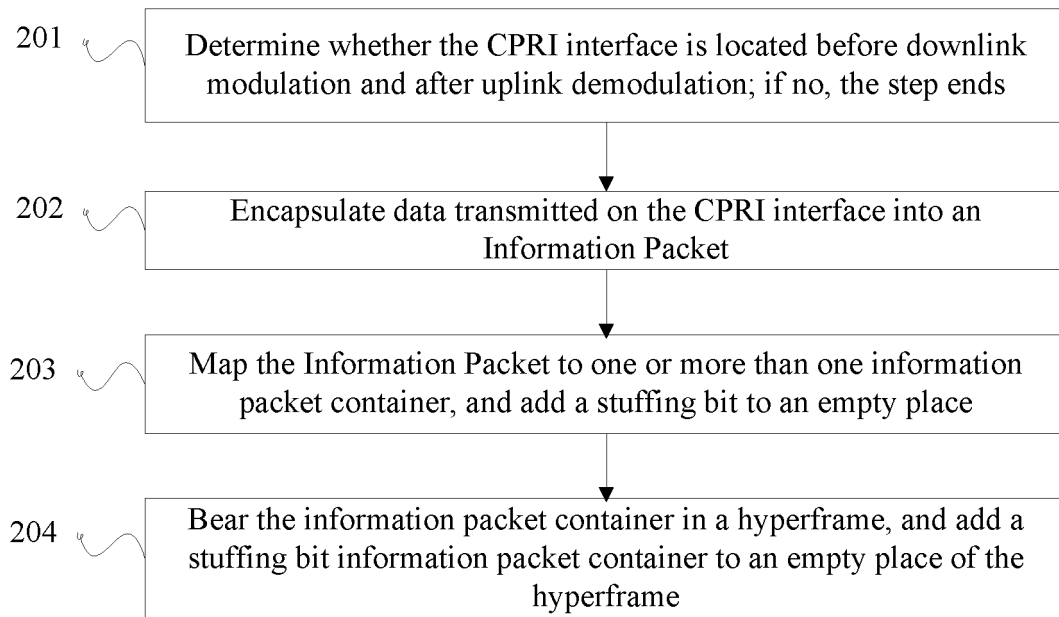 201
Determine whether the CPRI interface is located before downlink
modulation and after uplink demodulation; if no, the step ends
202
Encapsulate data transmitted on the CPRI interface into an
Information Packet
203
Map the Information Packet to one or more than one information
packet container, and add a stuffing bit to an empty place
204
Bear the information packet container in a hyperframe, and add a
stuffing bit information packet container to an empty place of the
hyperframe